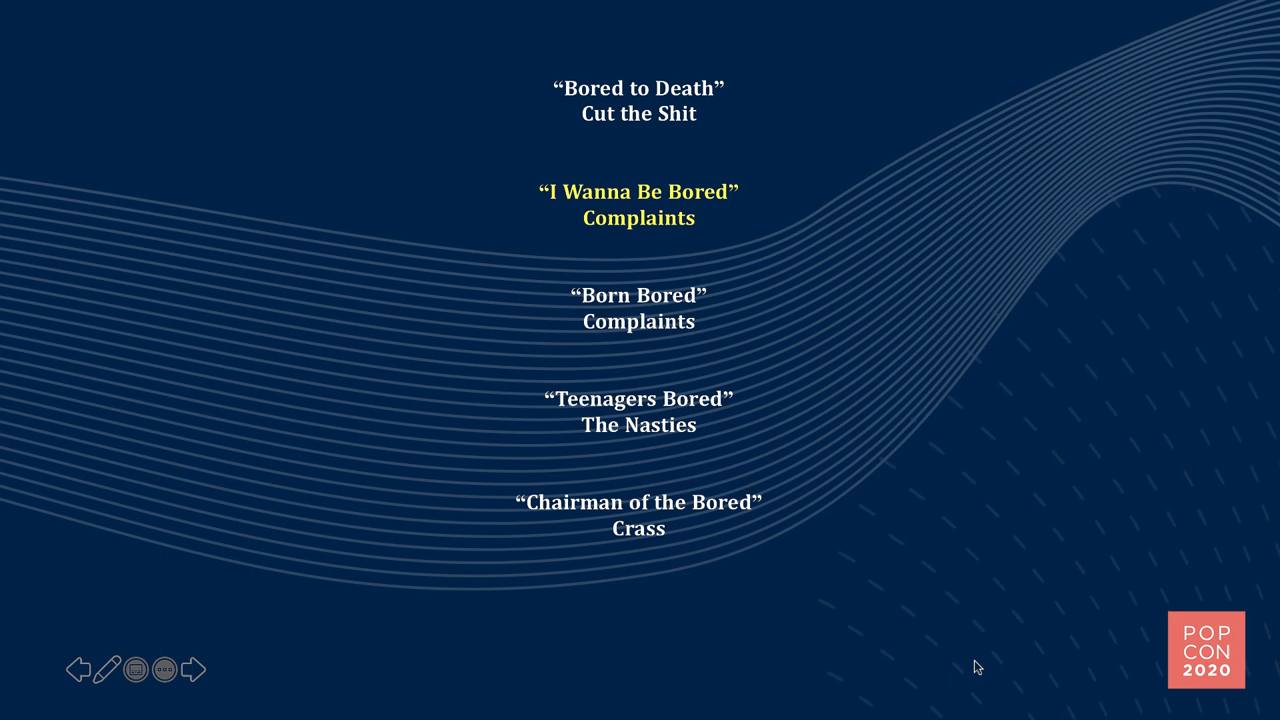 “Bored to Death”
Cut the Shit
“I Wanna Be Bored”
Complaints
“Born Bored”
Complaints
“Teenagers Bored”
The Nasties
“Chairman of the Bored”
Crass
POP
CON
2020